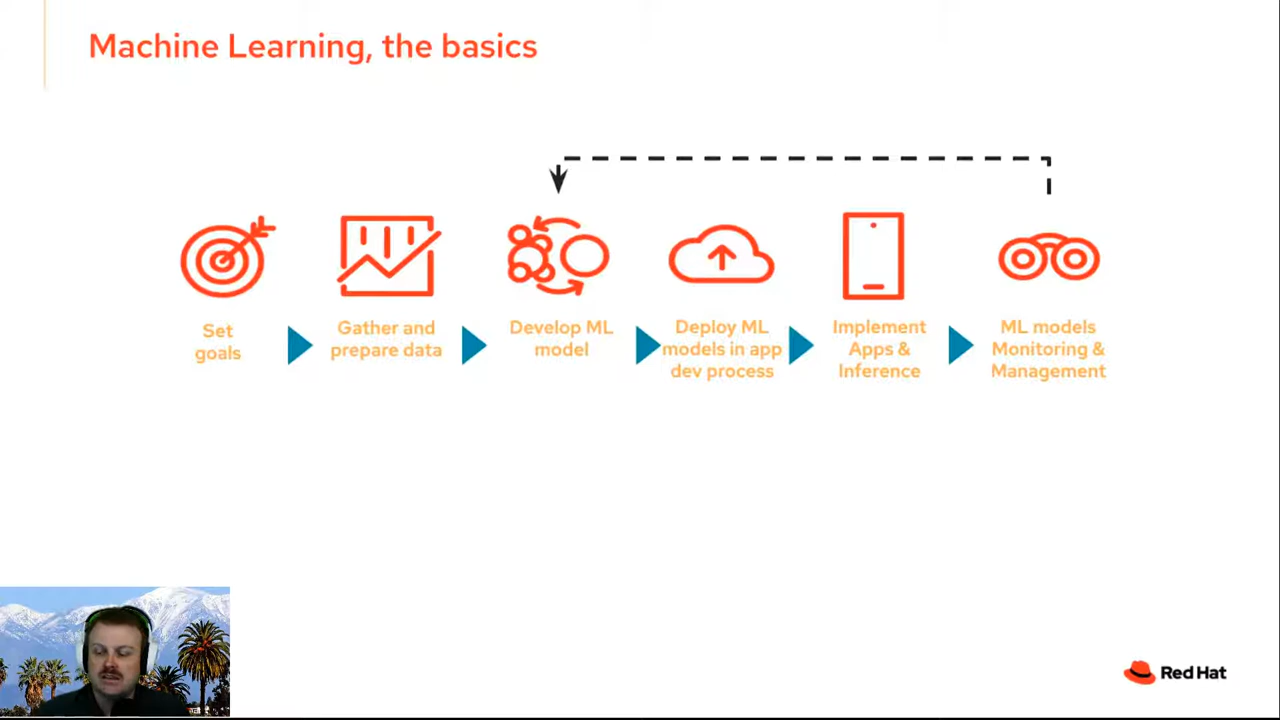 Machine Learning, the basics
Set
goals
Gather and
prepare data
Develop ML
model
Deploy ML
models in app
dev process
Implement
Apps &
Inference
ML models
Monitoring &
Management
Red Hat